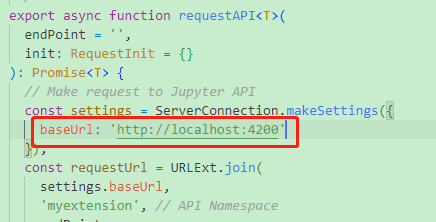 export async function requestAPI<T>(
endPoint = '',
init: RequestInit = {}
): Promise<T> {
// Make request to Jupyter API
const settings = ServerConnection.makeSettings({
baseUrl: 'http://localhost:4200'
});
const requestUrl = URLExt.join(
settings.baseUrl,
'myextension', // API Namespace